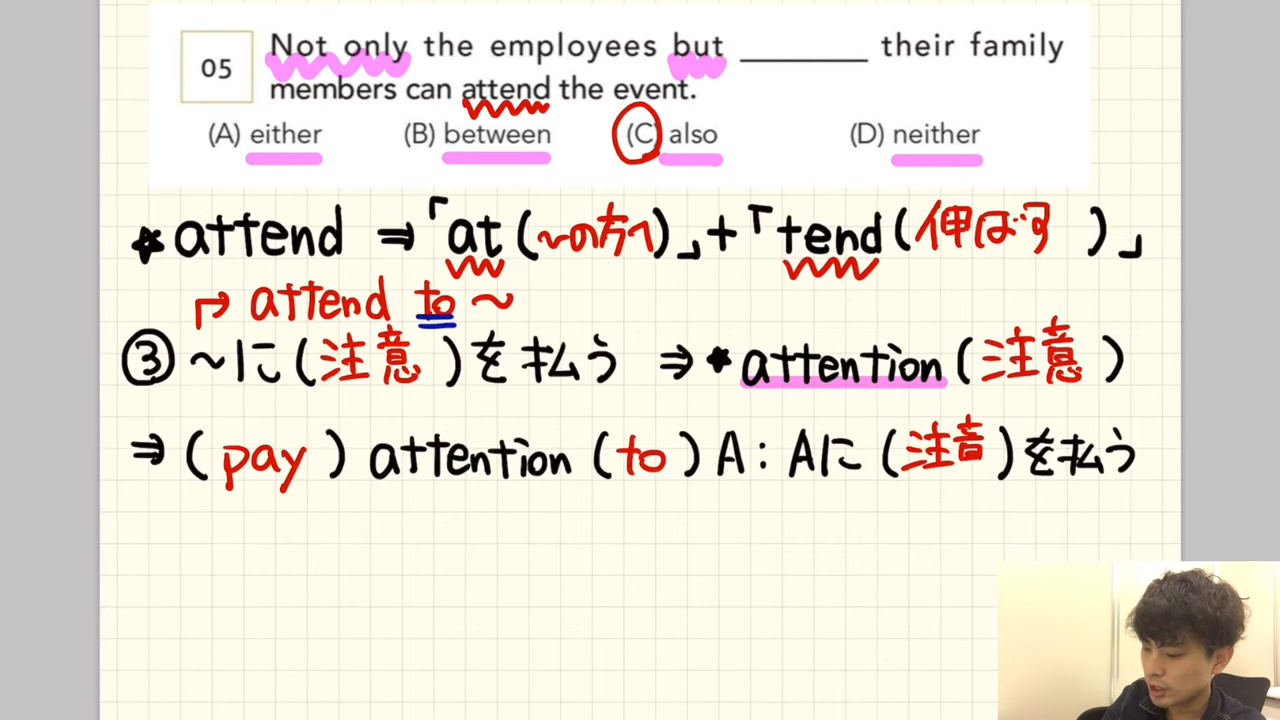 05 Not only the employees but ________ their family
members can attend the event.
(A) either (B) between (C) also (D) neither
*attend ⇒「at(〜の方へ)」+「tend(伸ばす)」
↱ attend to 〜
③ 〜に(注意)を払う ⇒ *attention(注意)
⇒(pay) attention (to) A : Aに(注音)を払う